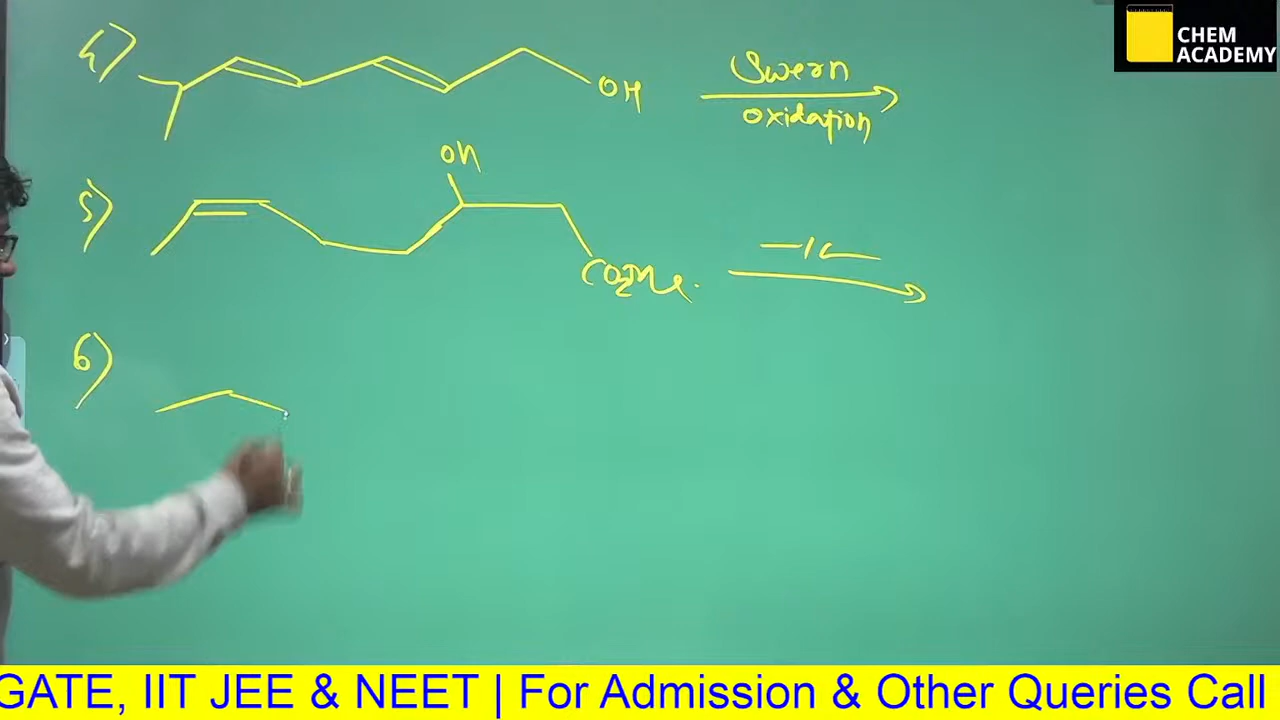 CHEM
ACADEMY
4)
OH
Swern
oxidation
5)
OH
CO2Me.
6)
GATE, IIT JEE & NEET | For Admission & Other Queries Call